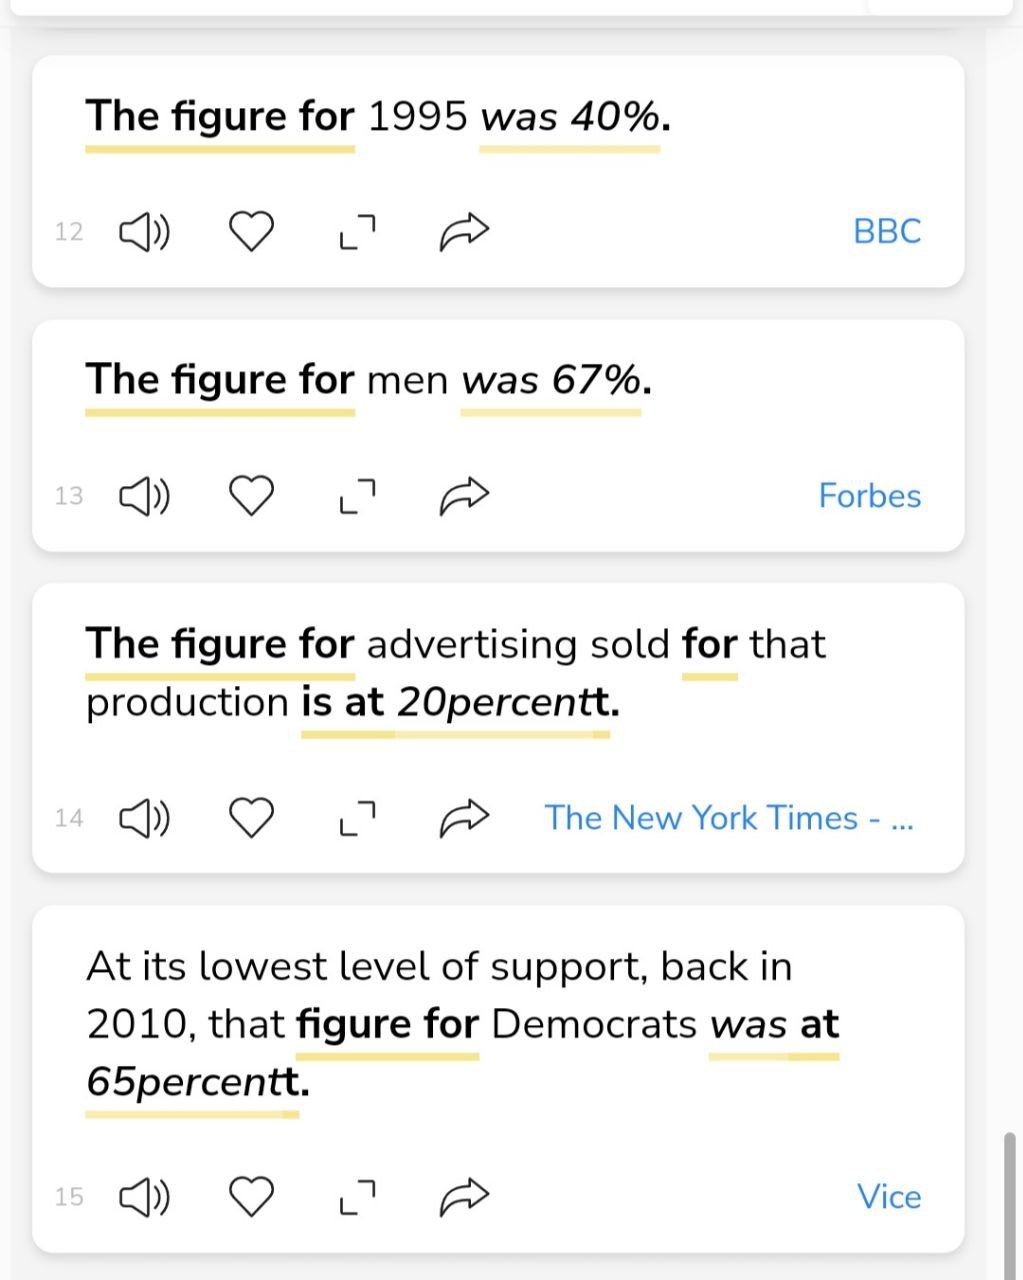 The figure for 1995 was 40%.
12
BBC
The figure for men was 67%.
13
Forbes
The figure for advertising sold for that
production is at 20percentt.
14
The New York Times - ...
At its lowest level of support, back in
2010, that figure for Democrats was at
65percentt.
15
Vice